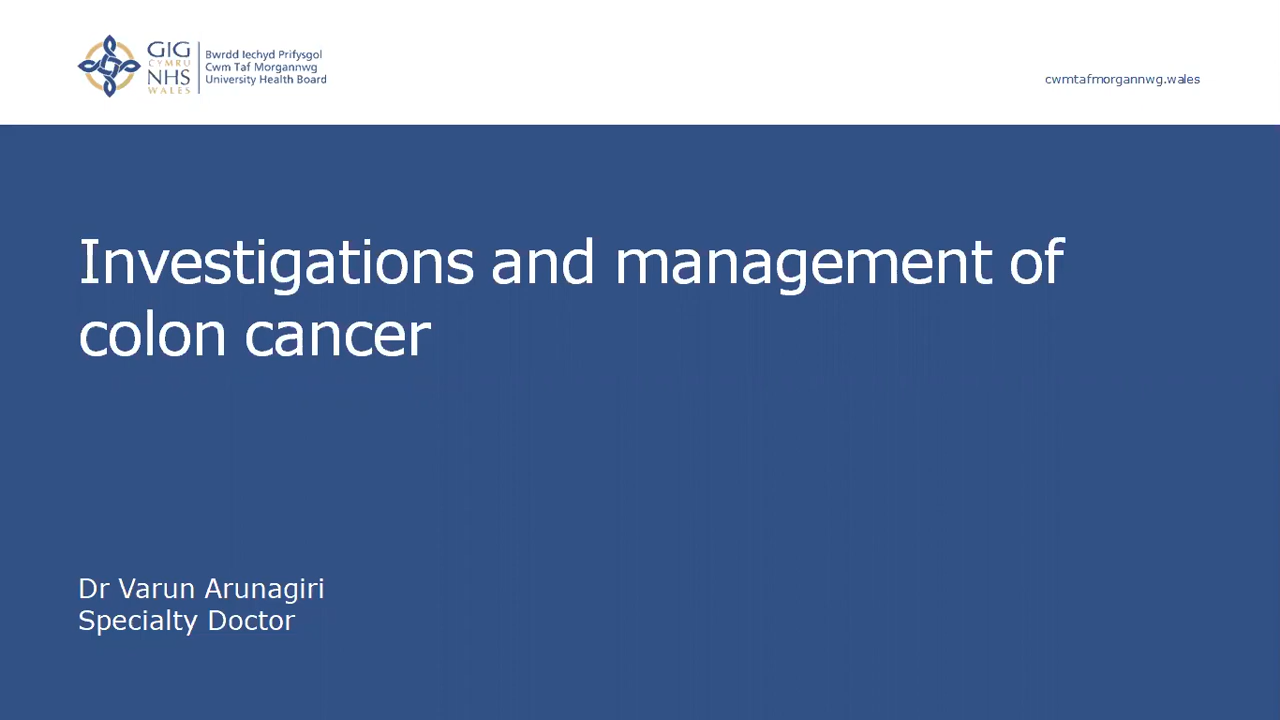 GIG
CYMRU
NHS
WALES
Bwrdd Iechyd Prifysgol
Cwm Taf Morgannwg
University Health Board
cwmtafmorgannwg.wales
Investigations and management of
colon cancer
Dr Varun Arunagiri
Specialty Doctor